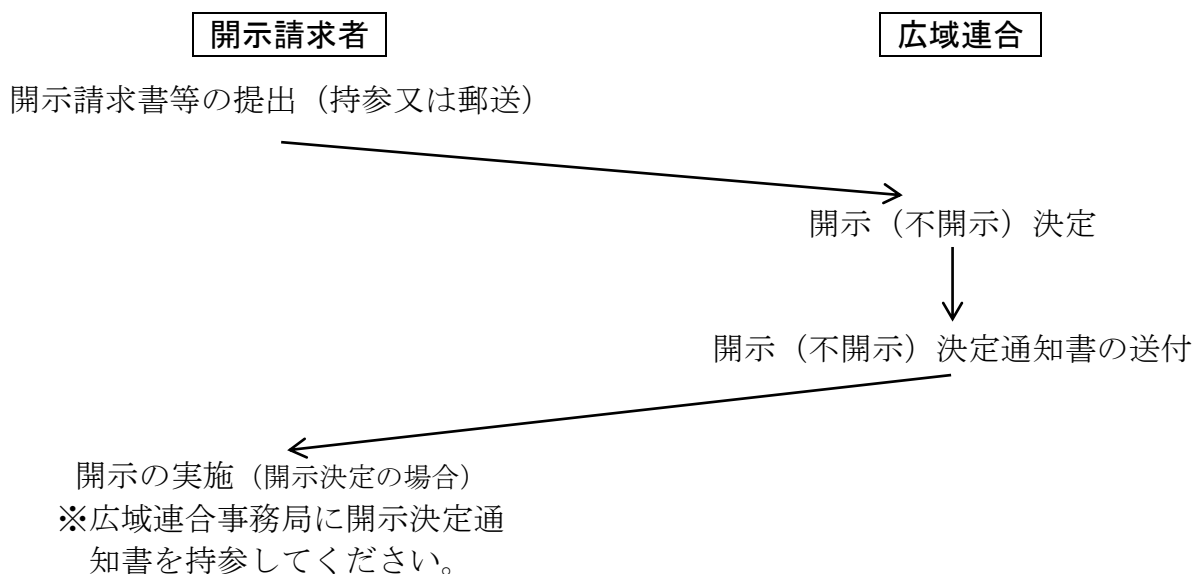 開示請求者
広域連合
開示請求書等の提出（持参又は郵送）
開示（不開示）決定
開示（不開示）決定通知書の送付
開示の実施（開示決定の場合）
※広域連合事務局に開示決定通
知書を持参してください。